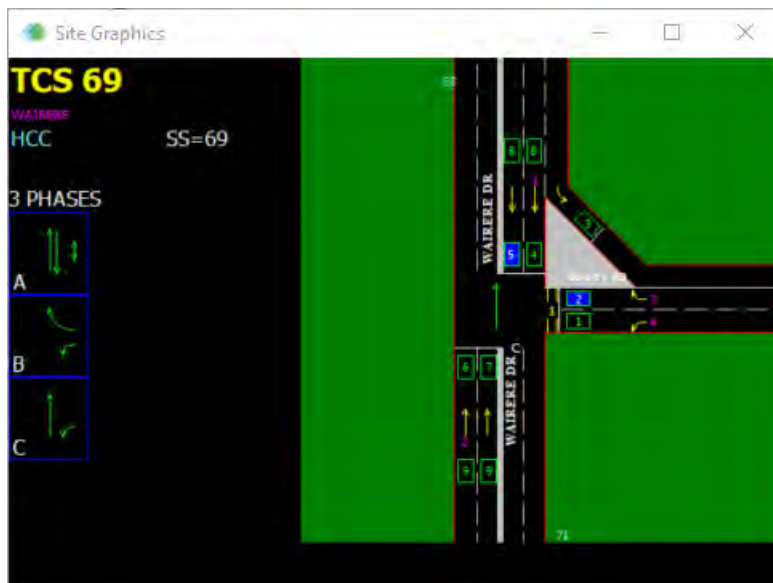 Site Graphics
TCS 69
WAIRERE
HCC
SS=69
3 PHASES
A
B
C
WAIRERE DR
8
8
5
4
2
1
1
3
C
6
7
WAIRERE DR
9
9
71